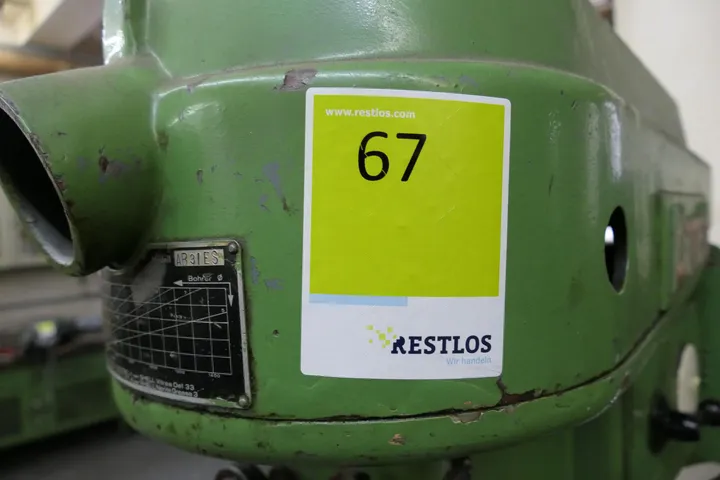 www.restlos.com
67
RESTLOS
Wir handeln
AR31ES
Bohrer Ø